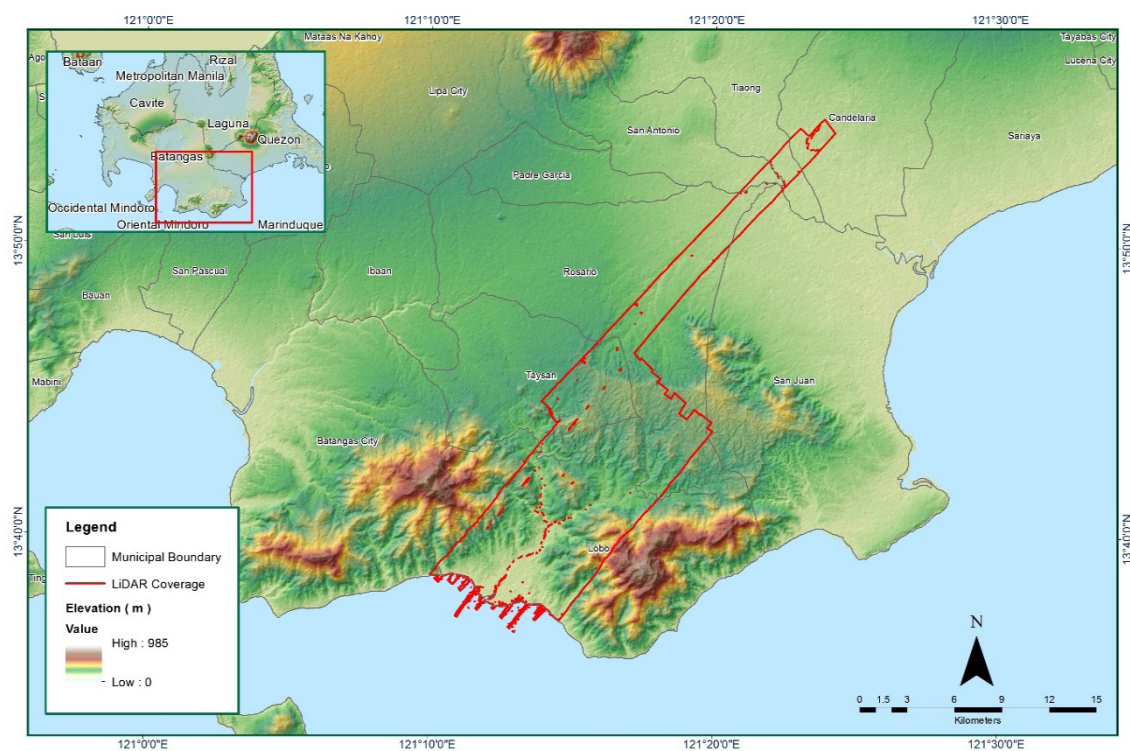 121°0'0"E
121°10'0"E
121°20'0"E
121°30'0"E
Mataas Na Kahoy
Tayabas City
Lucena City
Lipa City
Tiaong
Candelaria
San Antonio
Sariaya
Padre Garcia
Bataan
Rizal
Metropolitan Manila
Cavite
Laguna
Quezon
Batangas
Occidental Mindoro
Oriental Mindoro
Marinduque
San Luis
13°50'0"N
13°50'0"N
San Pascual
Ibaan
Rosario
Bauan
Mabini
Taysan
San Juan
Batangas City
Lobo
13°40'0"N
13°40'0"N
Legend
Municipal Boundary
LiDAR Coverage
Elevation ( m )
Value
High : 985
Low : 0
Ting
N
0 1.5 3 6 9 12 15
Kilometers
121°0'0"E
121°10'0"E
121°20'0"E
121°30'0"E